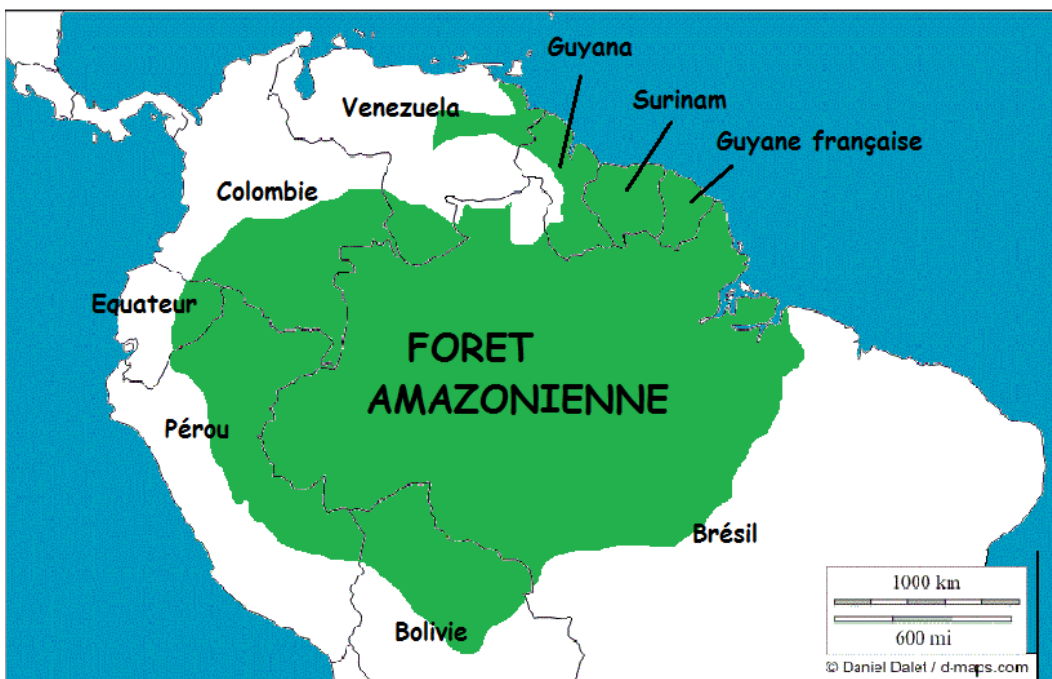 Guyana
Venezuela
Surinam
Guyane française
Colombie
Equateur
FORET
AMAZONIENNE
Pérou
Brésil
Bolivie
1000 km
600 mi
© Daniel Dalet / d-maps.com